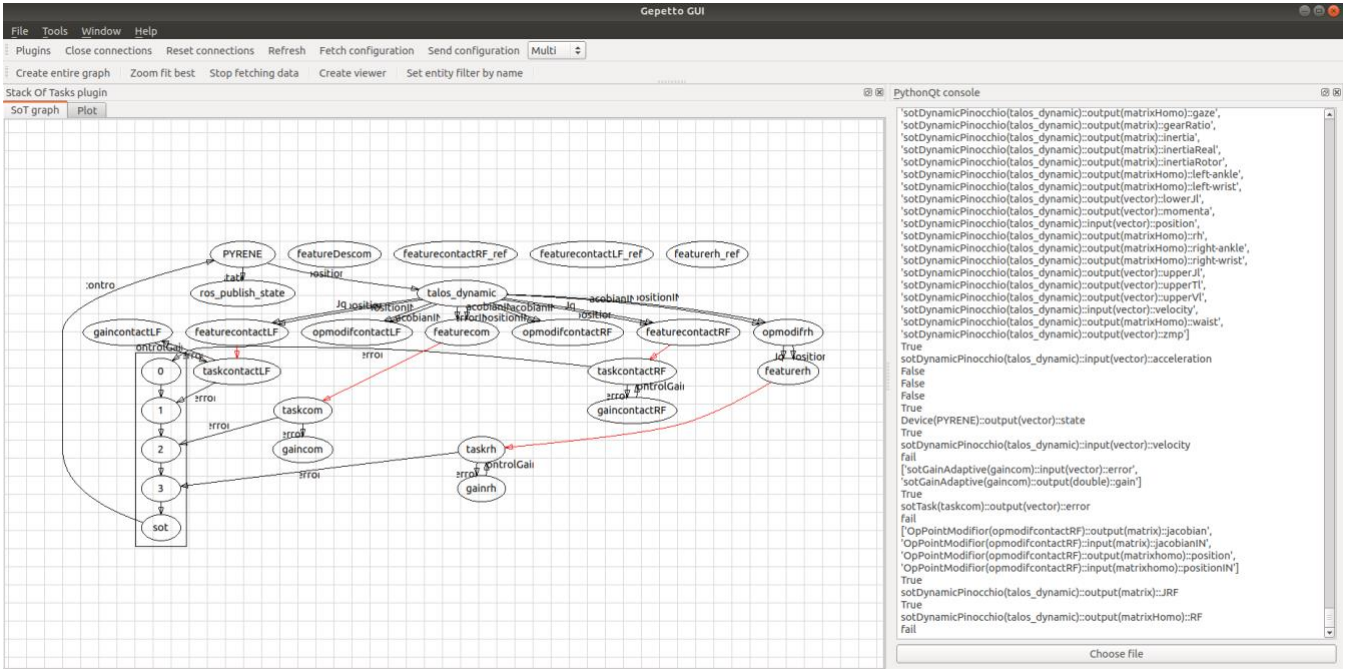 Gepetto GUI
File Tools Window Help
Plugins Close connections Reset connections Refresh Fetch configuration Send configuration Multi
Create entire graph Zoom fit best Stop fetching data Create viewer Set entity filter by name
Stack Of Tasks plugin
SoT graph Plot
PYRENE featureDescom featurecontactRF_ref featurecontactLF_ref featurerh_ref
ros_publish_state talos_dynamic
gaincontactLF featurecontactLF opmodifcontactLF featurecom opmodifcontactRF featurecontactRF opmodifrh
0 taskcontactLF taskcontactRF featurerh
1 taskcom gaincontactRF
2 gaincom taskrh
3 gainrh
sot
PythonQt console
'sotDynamicPinocchio(talos_dynamic)::output(matrixHomo)::gaze',
'sotDynamicPinocchio(talos_dynamic)::output(matrix)::gearRatio',
'sotDynamicPinocchio(talos_dynamic)::output(matrix)::inertia',
'sotDynamicPinocchio(talos_dynamic)::output(matrix)::inertiaReal',
'sotDynamicPinocchio(talos_dynamic)::output(matrix)::inertiaRotor',
'sotDynamicPinocchio(talos_dynamic)::output(matrixHomo)::left-ankle',
'sotDynamicPinocchio(talos_dynamic)::output(matrixHomo)::left-wrist',
'sotDynamicPinocchio(talos_dynamic)::output(vector)::lowerJl',
'sotDynamicPinocchio(talos_dynamic)::output(vector)::momenta',
'sotDynamicPinocchio(talos_dynamic)::input(vector)::position',
'sotDynamicPinocchio(talos_dynamic)::output(matrixHomo)::rh',
'sotDynamicPinocchio(talos_dynamic)::output(matrixHomo)::right-ankle',
'sotDynamicPinocchio(talos_dynamic)::output(matrixHomo)::right-wrist',
'sotDynamicPinocchio(talos_dynamic)::output(vector)::upperJl',
'sotDynamicPinocchio(talos_dynamic)::output(vector)::upperTl',
'sotDynamicPinocchio(talos_dynamic)::output(vector)::upperVl',
'sotDynamicPinocchio(talos_dynamic)::input(vector)::velocity',
'sotDynamicPinocchio(talos_dynamic)::output(matrixHomo)::waist',
'sotDynamicPinocchio(talos_dynamic)::output(vector)::zmp']
True
sotDynamicPinocchio(talos_dynamic)::input(vector)::acceleration
False
False
False
True
Device(PYRENE)::output(vector)::state
True
sotDynamicPinocchio(talos_dynamic)::input(vector)::velocity
fail
['sotGainAdaptive(gaincom)::input(vector)::error',
'sotGainAdaptive(gaincom)::output(double)::gain']
True
sotTask(taskcom)::output(vector)::error
fail
['OpPointModifior(opmodifcontactRF)::output(matrix)::jacobian',
'OpPointModifior(opmodifcontactRF)::input(matrix)::jacobianIN',
'OpPointModifior(opmodifcontactRF)::output(matrixhomo)::position',
'OpPointModifior(opmodifcontactRF)::input(matrixhomo)::positionIN']
True
sotDynamicPinocchio(talos_dynamic)::output(matrix)::JRF
True
sotDynamicPinocchio(talos_dynamic)::output(matrixHomo)::RF
fail
Choose file